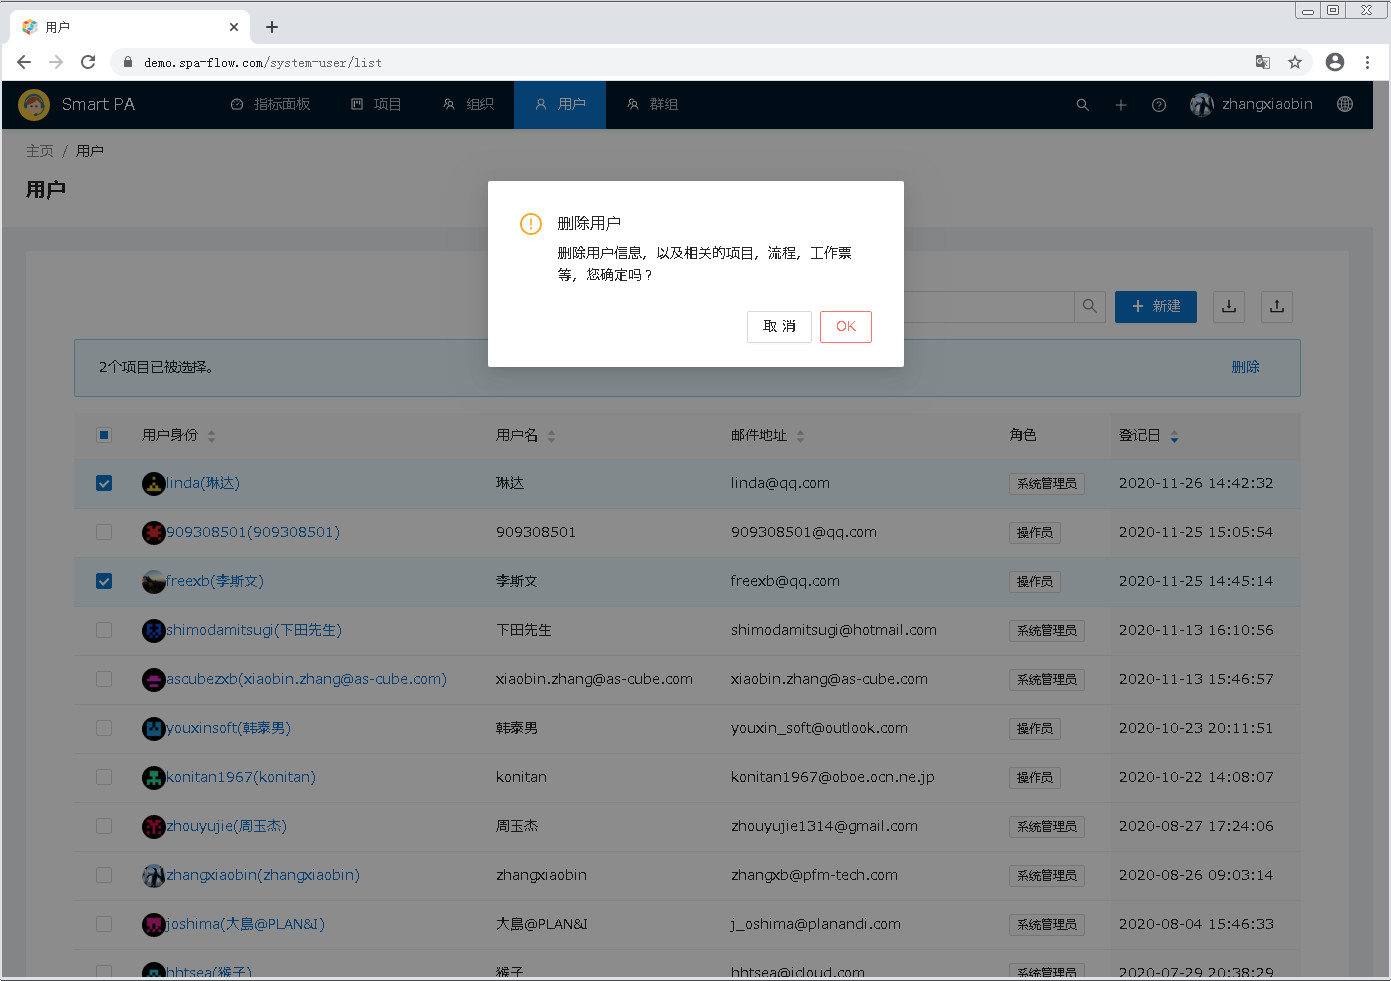 用户
demo.spa-flow.com/system-user/list
Smart PA 指标面板 项目 组织 用户 群组 zhangxiaobin
主页 / 用户
用户
删除用户
删除用户信息，以及相关的项目，流程，工作票
等，您确定吗？
取 消 OK
新建
2个项目已被选择。 删除
用户身份 用户名 邮件地址 角色 登记日
linda(琳达) 琳达 linda@qq.com 系统管理员 2020-11-26 14:42:32
909308501(909308501) 909308501 909308501@qq.com 操作员 2020-11-25 15:05:54
freexb(李斯文) 李斯文 freexb@qq.com 操作员 2020-11-25 14:45:14
shimodamitsugi(下田先生) 下田先生 shimodamitsugi@hotmail.com 系统管理员 2020-11-13 16:10:56
ascubezxb(xiaobin.zhang@as-cube.com) xiaobin.zhang@as-cube.com xiaobin.zhang@as-cube.com 系统管理员 2020-11-13 15:46:57
youxinsoft(韩泰男) 韩泰男 youxin_soft@outlook.com 操作员 2020-10-23 20:11:51
konitan1967(konitan) konitan konitan1967@oboe.ocn.ne.jp 操作员 2020-10-22 14:08:07
zhouyujie(周玉杰) 周玉杰 zhouyujie1314@gmail.com 系统管理员 2020-08-27 17:24:06
zhangxiaobin(zhangxiaobin) zhangxiaobin zhangxb@pfm-tech.com 系统管理员 2020-08-26 09:03:14
joshima(大島@PLAN&I) 大島@PLAN&I j_oshima@planandi.com 系统管理员 2020-08-04 15:46:33
hhtsea(猴子) 猴子 hhtsea@icloud.com 系统管理员 2020-07-29 20:38:29